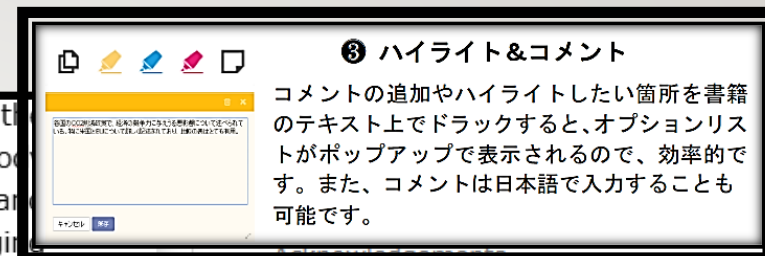 ❸ ハイライト&コメント
コメントの追加やハイライトしたい箇所を書籍
のテキスト上でドラックすると、オプションリス
トがポップアップで表示されるので、効率的で
す。また、コメントは日本語で入力することも
可能です。
キャンセル 保存